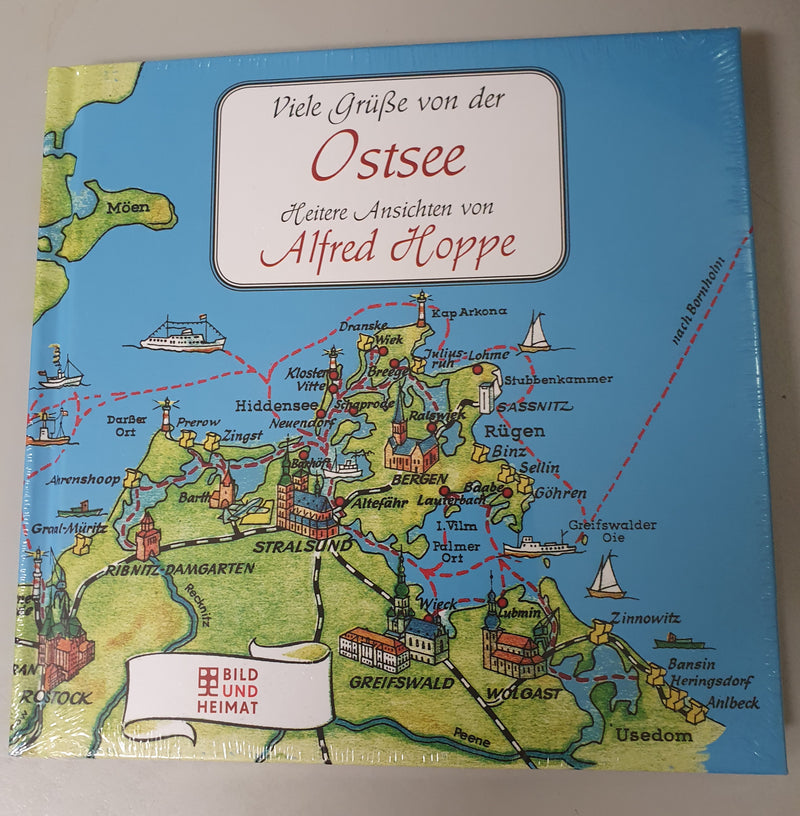 Viele Grüße von der
Ostsee
Heitere Ansichten von
Alfred Hoppe
Möen
nach Bornholm
Kap Arkona
Dranske
Wiek
Julius-
ruh
Lohme
Breege
Kloster
Vitte
Stubbenkammer
Hiddensee
Schaprode
SASSNITZ
Neuendorf
Ralswiek
Darßer
Ort
Prerow
Zingst
Rügen
Binz
Sellin
Barhöft
BERGEN
Baabe
Göhren
Ahrenshoop
Barth
Altefähr
Lauterbach
Graal-Müritz
I. Vilm
Greifswalder
Oie
STRALSUND
Palmer
Ort
RIBNITZ-DAMGARTEN
Recknitz
Wieck
Lubmin
Zinnowitz
BILD
UND
HEIMAT
GREIFSWALD
WOLGAST
Bansin
Heringsdorf
Ahlbeck
ROSTOCK
Peene
Usedom